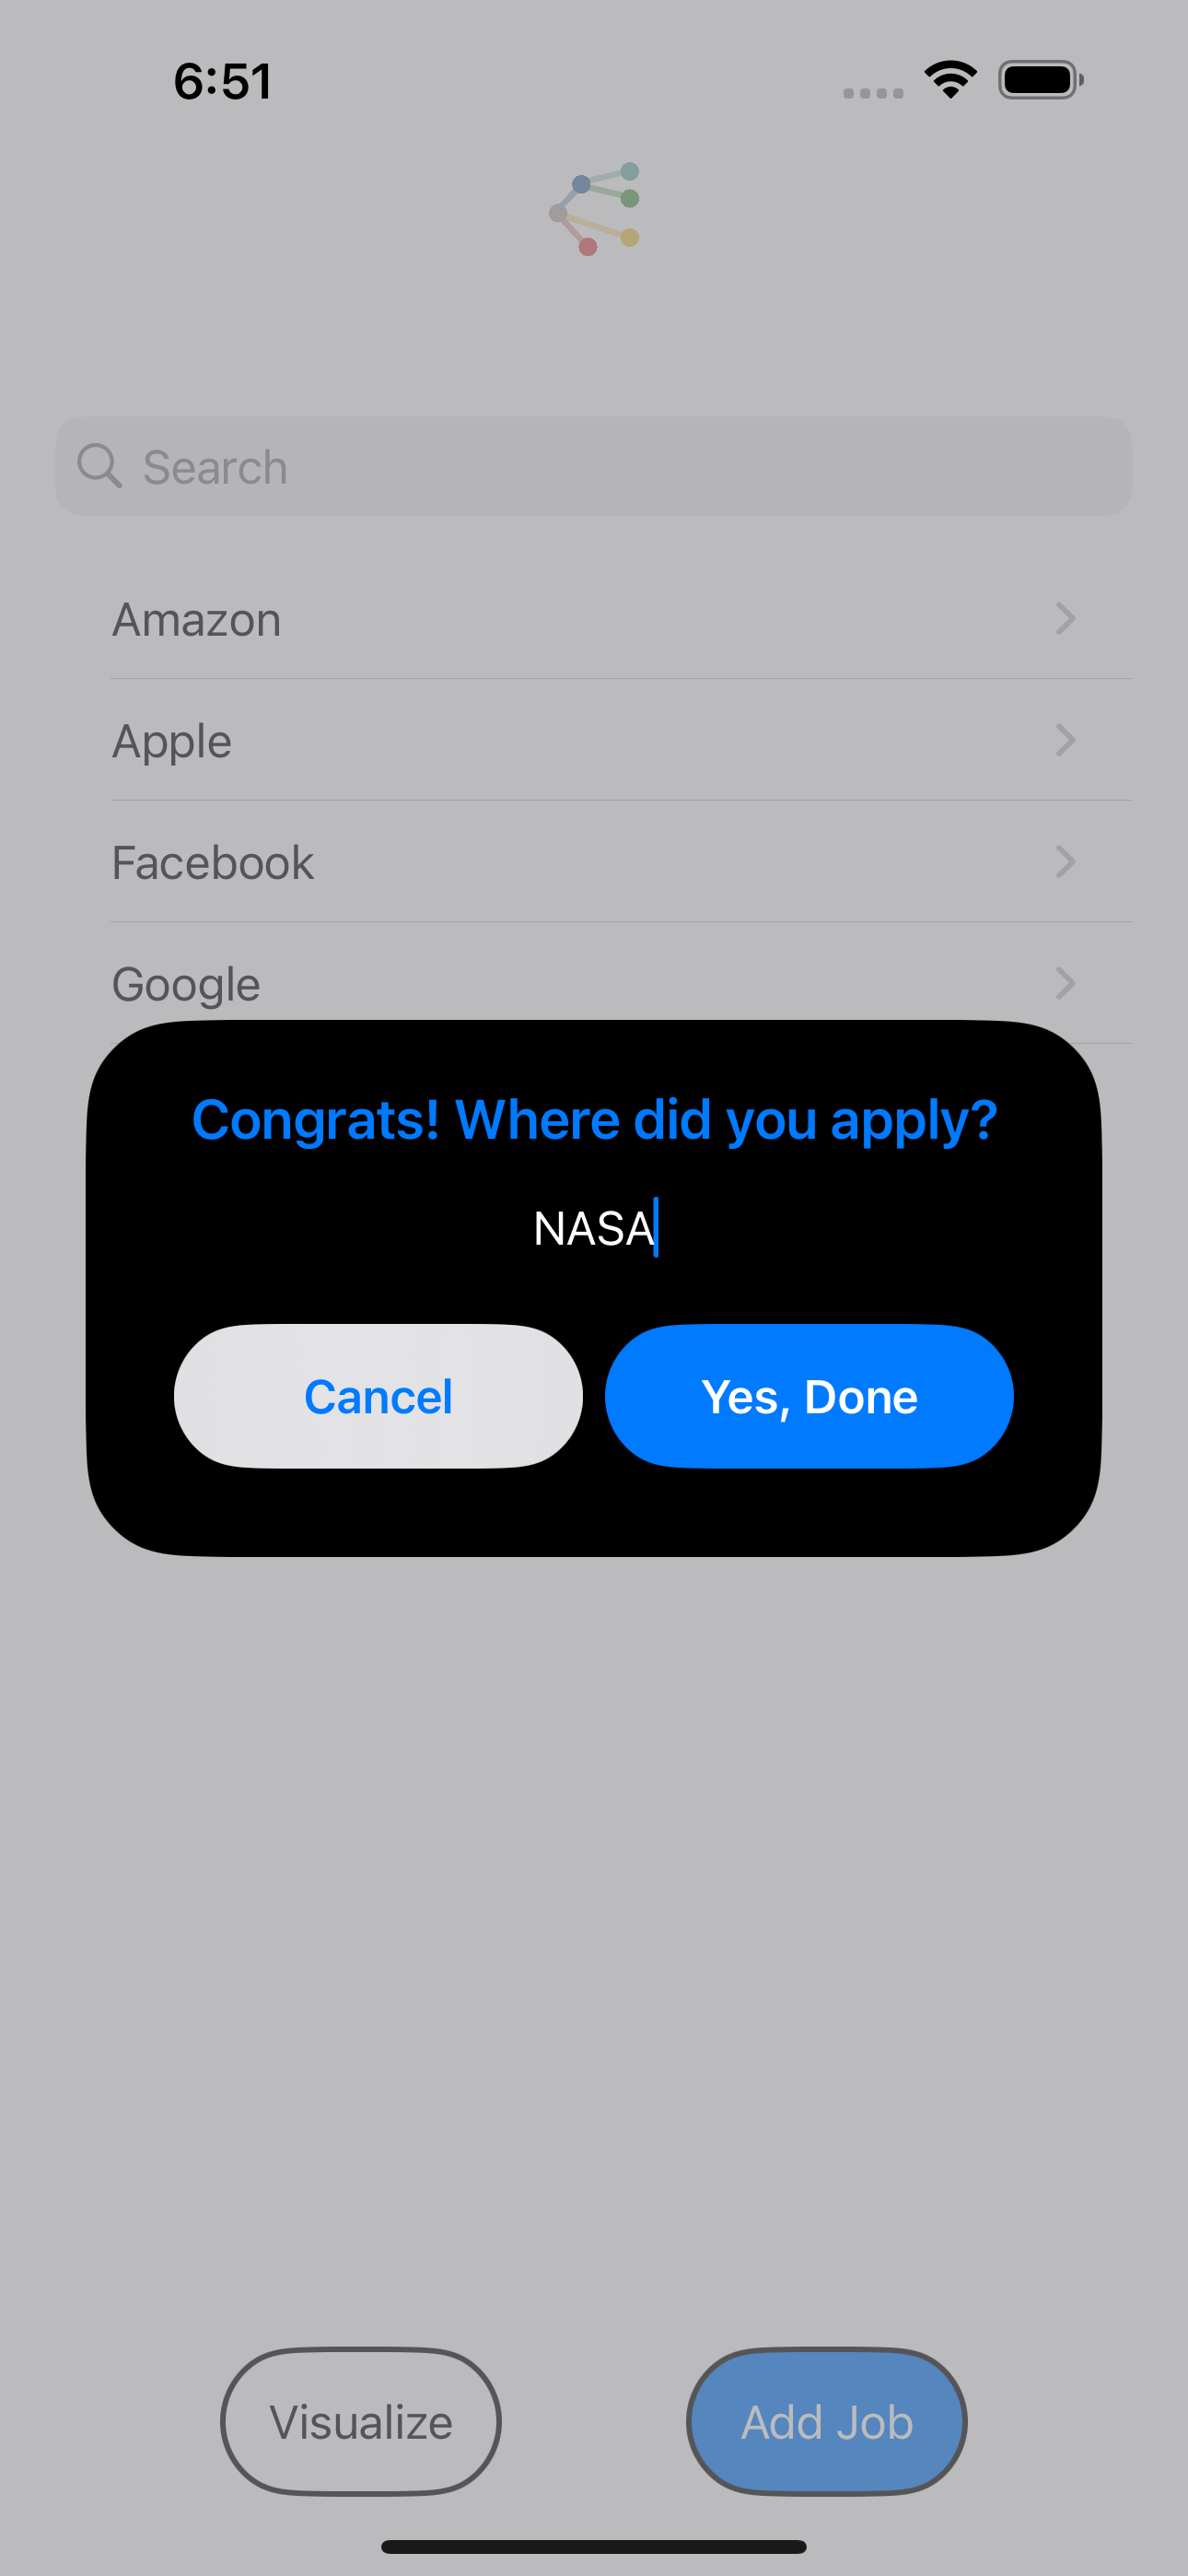 6:51
Search
Amazon
Apple
Facebook
Google
Congrats! Where did you apply?
NASA
Cancel
Yes, Done
Visualize
Add Job